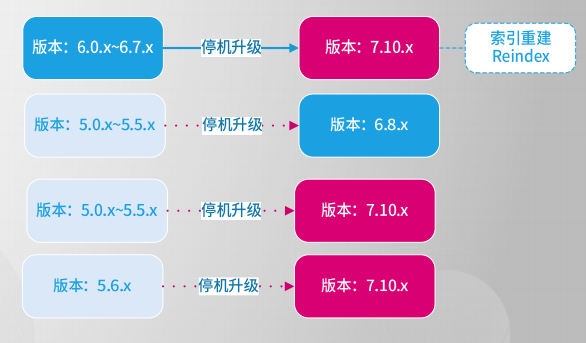 版本：6.0.x~6.7.x 停机升级 版本：7.10.x 索引重建
Reindex
版本：5.0.x~5.5.x 停机升级 版本：6.8.x
版本：5.0.x~5.5.x 停机升级 版本：7.10.x
版本：5.6.x 停机升级 版本：7.10.x